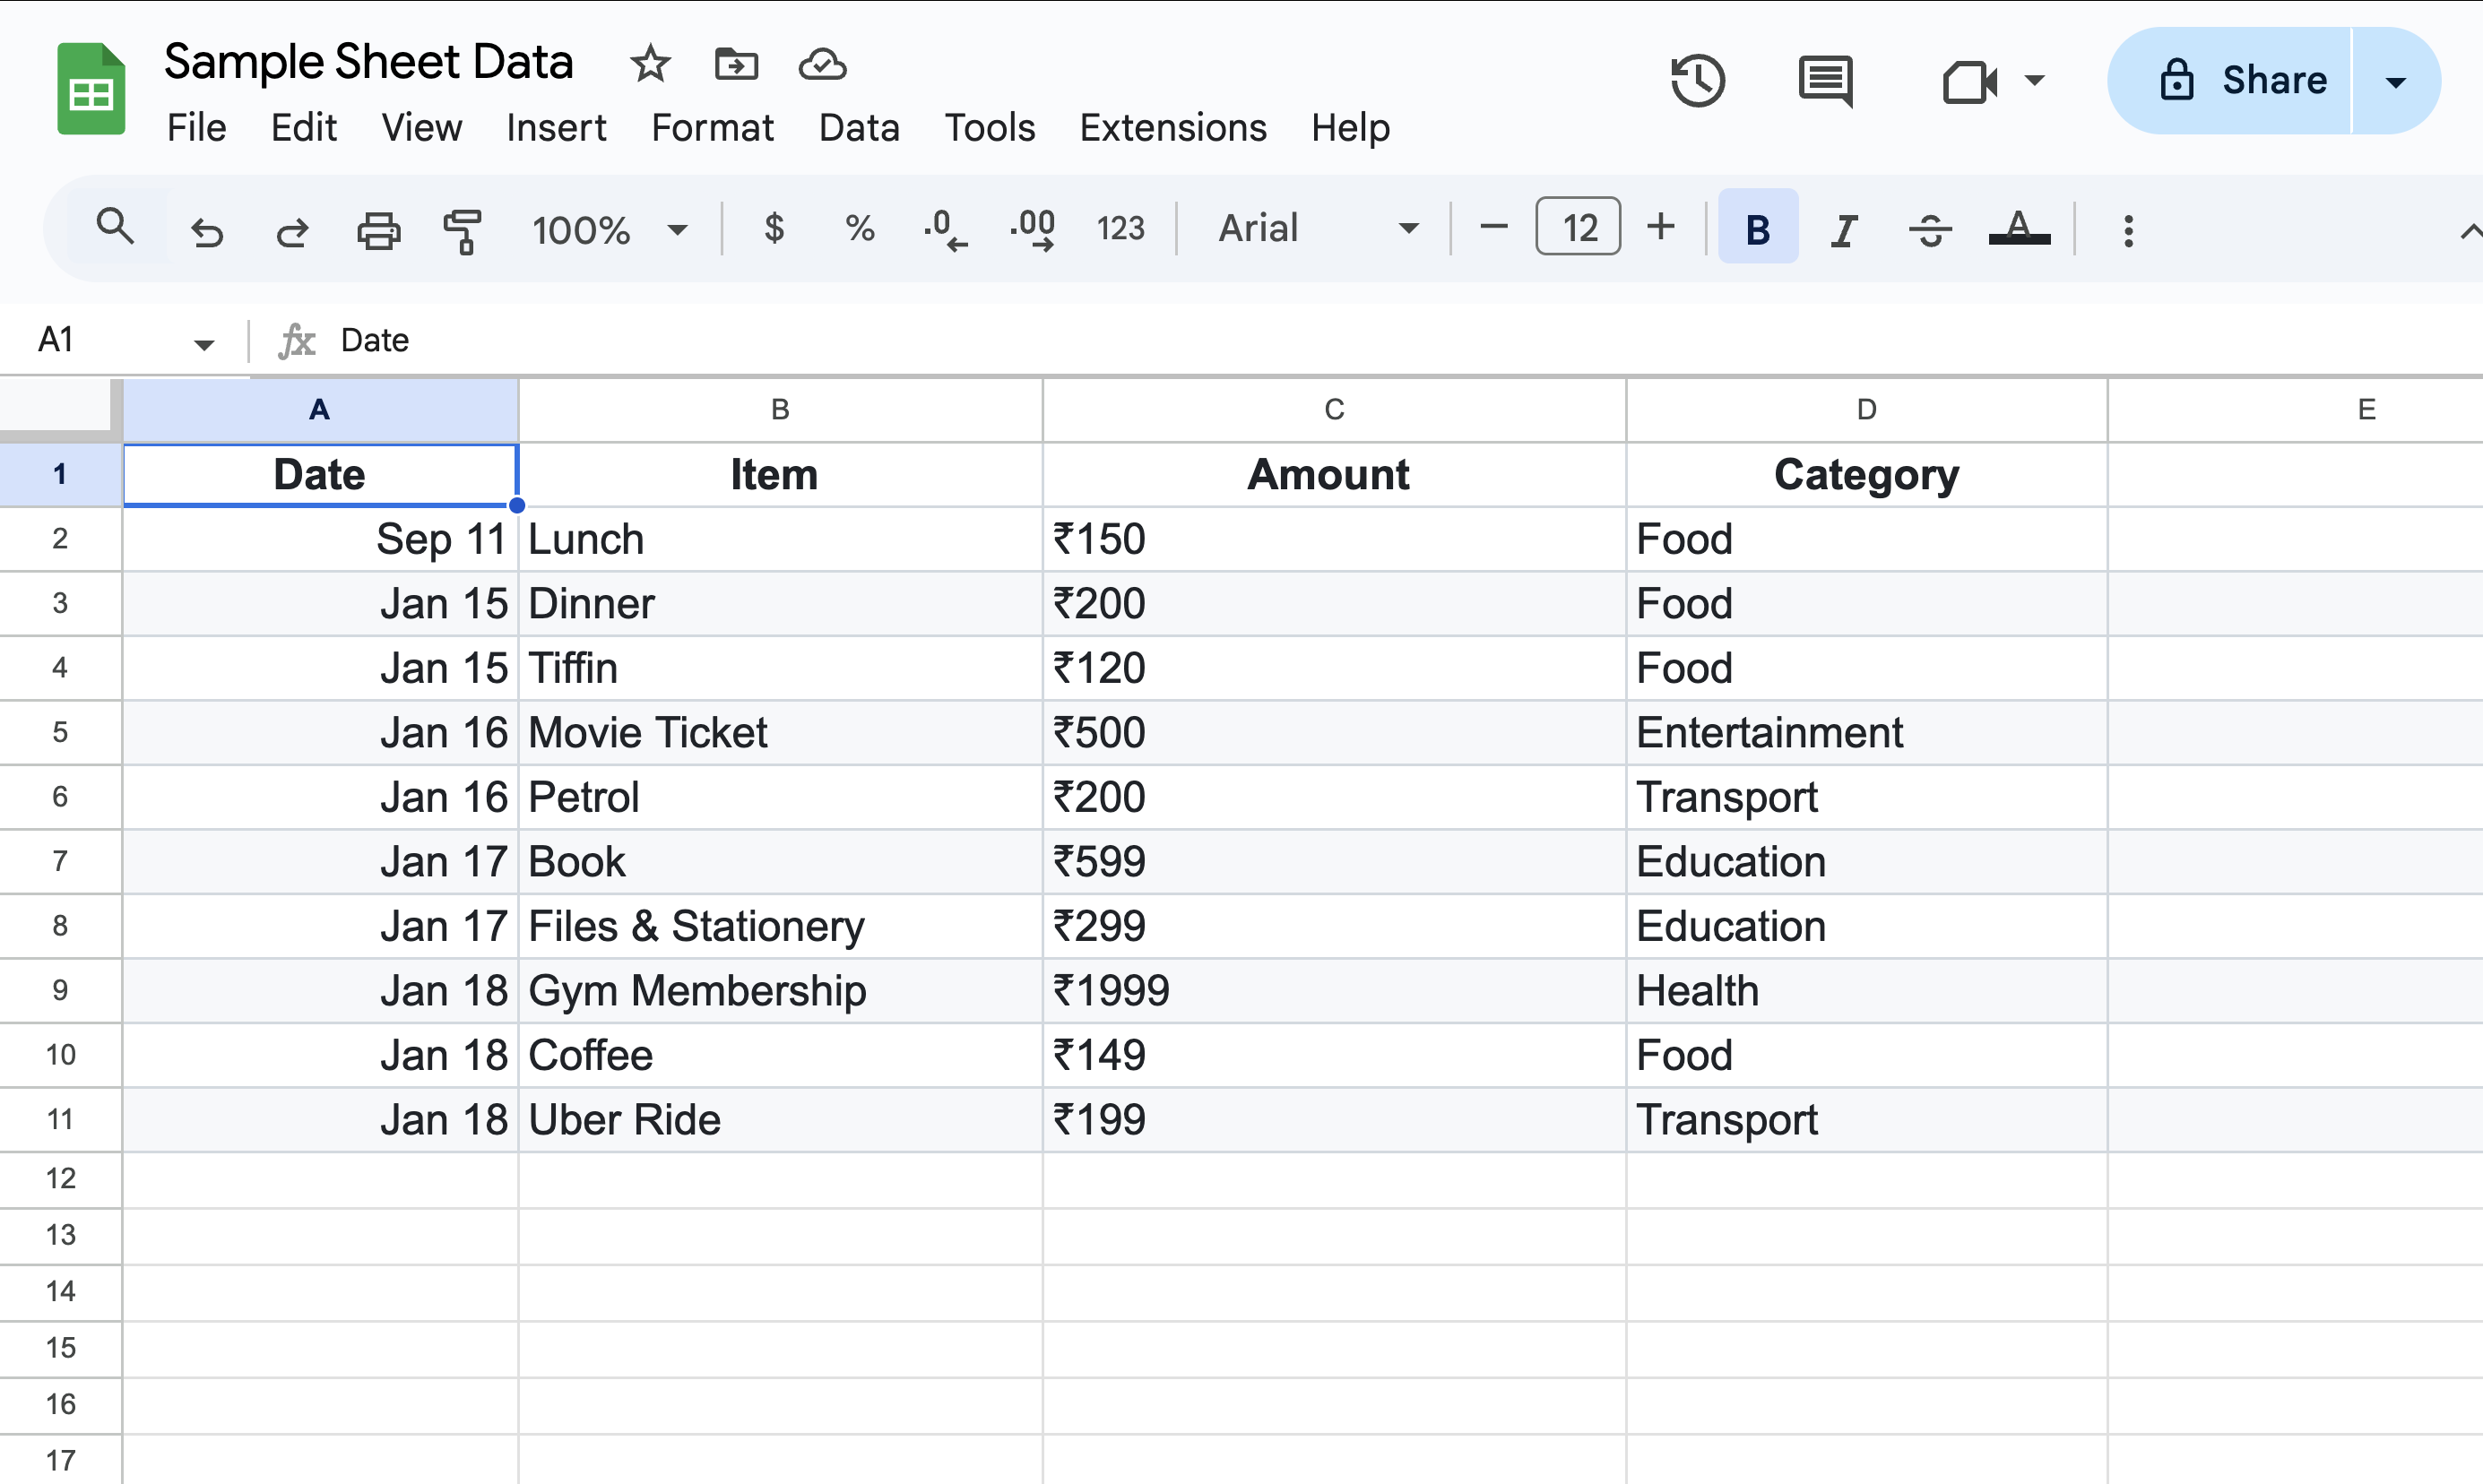 Sample Sheet Data
File Edit View Insert Format Data Tools Extensions Help
Share
100% $ % .0 .00 123 Arial 12 B I S A
A1 fx Date
A B C D E
1 Date Item Amount Category
2 Sep 11 Lunch ₹150 Food
3 Jan 15 Dinner ₹200 Food
4 Jan 15 Tiffin ₹120 Food
5 Jan 16 Movie Ticket ₹500 Entertainment
6 Jan 16 Petrol ₹200 Transport
7 Jan 17 Book ₹599 Education
8 Jan 17 Files & Stationery ₹299 Education
9 Jan 18 Gym Membership ₹1999 Health
10 Jan 18 Coffee ₹149 Food
11 Jan 18 Uber Ride ₹199 Transport
12
13
14
15
16
17